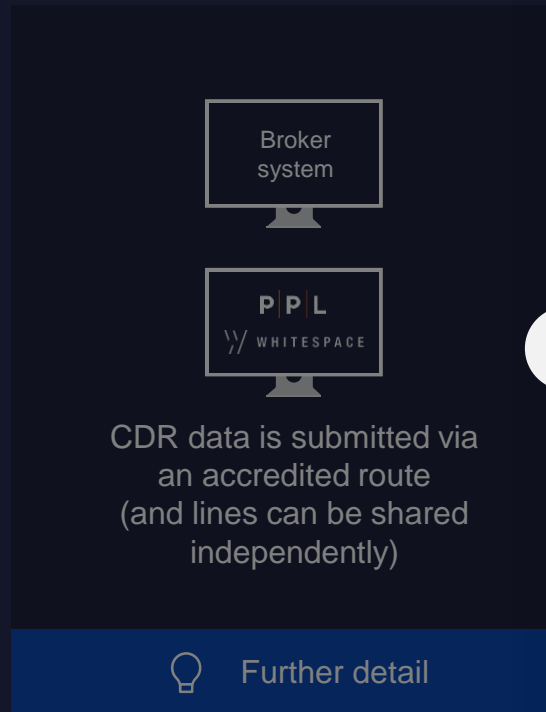 Broker
system
P|P|L
WHITESPACE
CDR data is submitted via
an accredited route
(and lines can be shared
independently)
Further detail